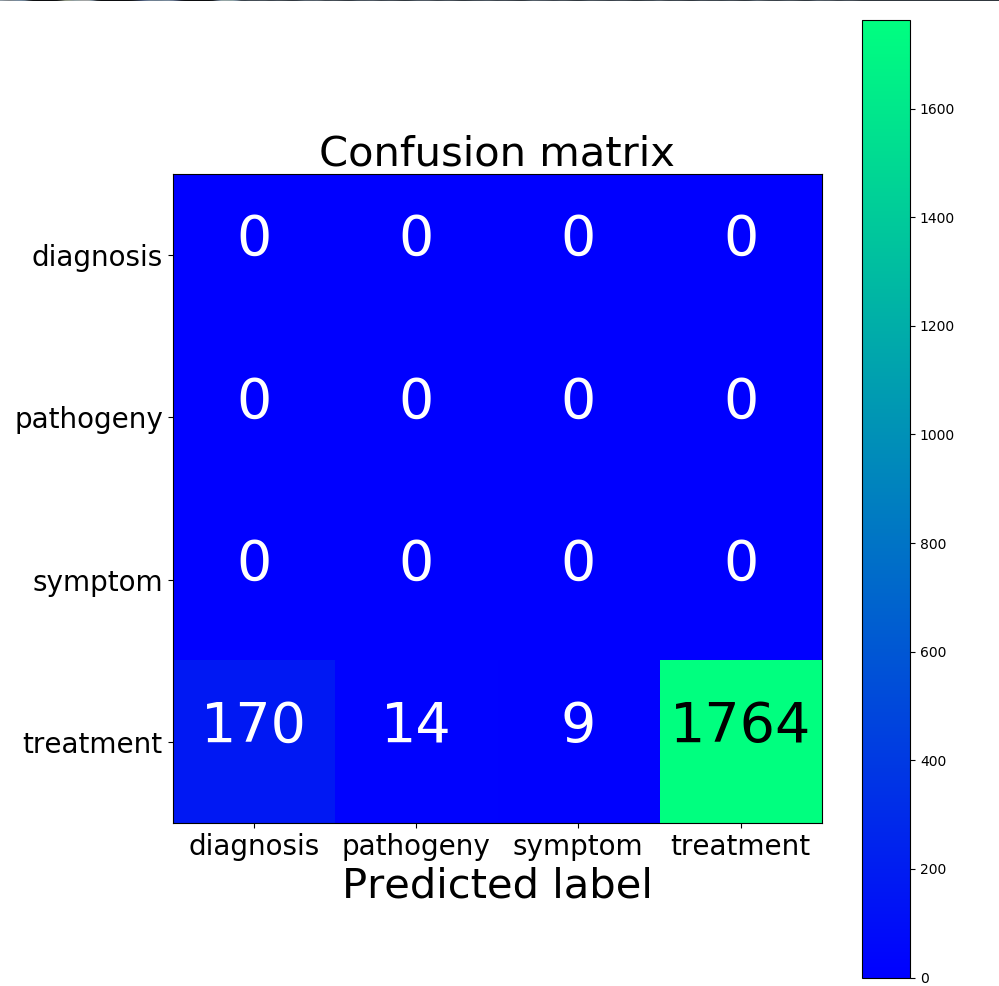 Confusion matrix
diagnosis 0 0 0 0
pathogeny 0 0 0 0
symptom 0 0 0 0
treatment 170 14 9 1764
diagnosis pathogeny symptom treatment
Predicted label
1600
1400
1200
1000
800
600
400
200
0